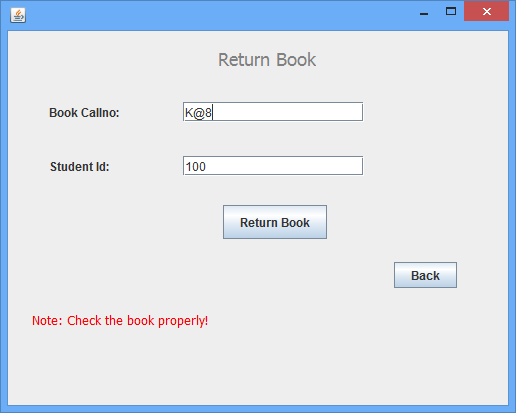 Return Book
Book Callno: K@8
Student Id: 100
Return Book
Back
Note: Check the book properly!